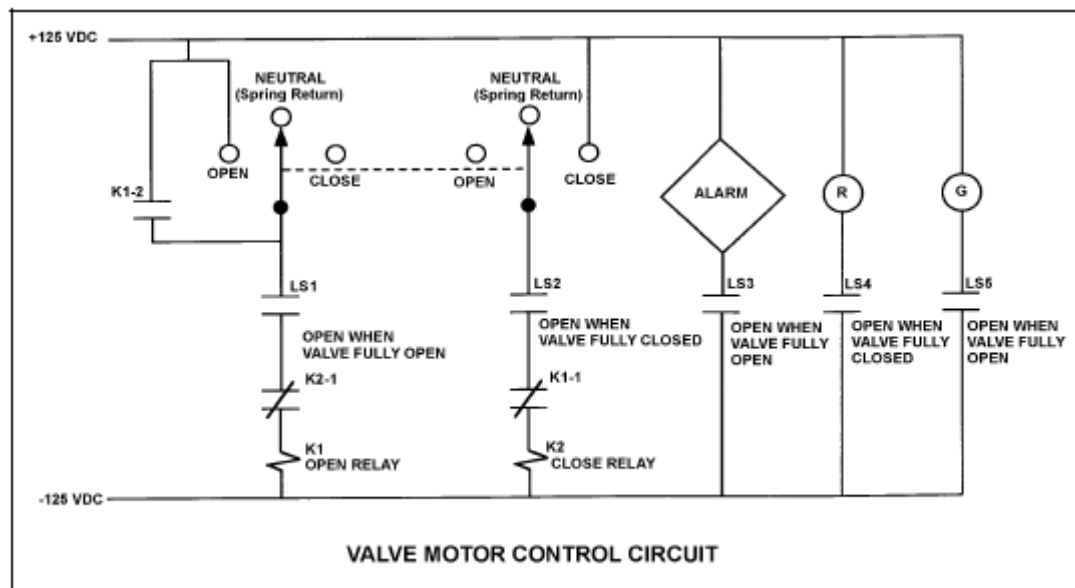 +125 VDC
NEUTRAL
(Spring Return)
NEUTRAL
(Spring Return)
OPEN
CLOSE
OPEN
CLOSE
K1-2
ALARM
R
G
LS1
LS2
LS3
LS4
LS5
OPEN WHEN
VALVE FULLY OPEN
OPEN WHEN
VALVE FULLY CLOSED
OPEN WHEN
VALVE FULLY
OPEN
OPEN WHEN
VALVE FULLY
CLOSED
OPEN WHEN
VALVE FULLY
OPEN
K2-1
K1-1
K1
OPEN RELAY
K2
CLOSE RELAY
-125 VDC
VALVE MOTOR CONTROL CIRCUIT